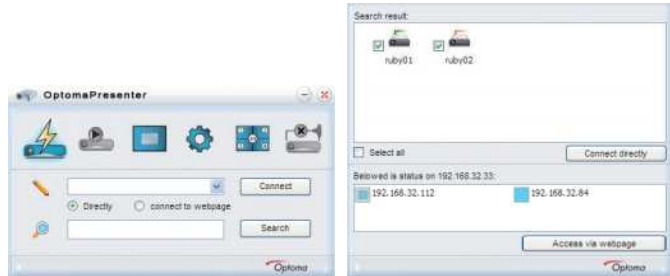 OptomaPresenter
Connect
Directly
connect to webpage
Search
Optoma
Search result:
ruby01
ruby02
Select all
Connect directly
Belowed is status on 192.168.32.33:
192.168.32.112
192.168.32.84
Access via webpage
Optoma